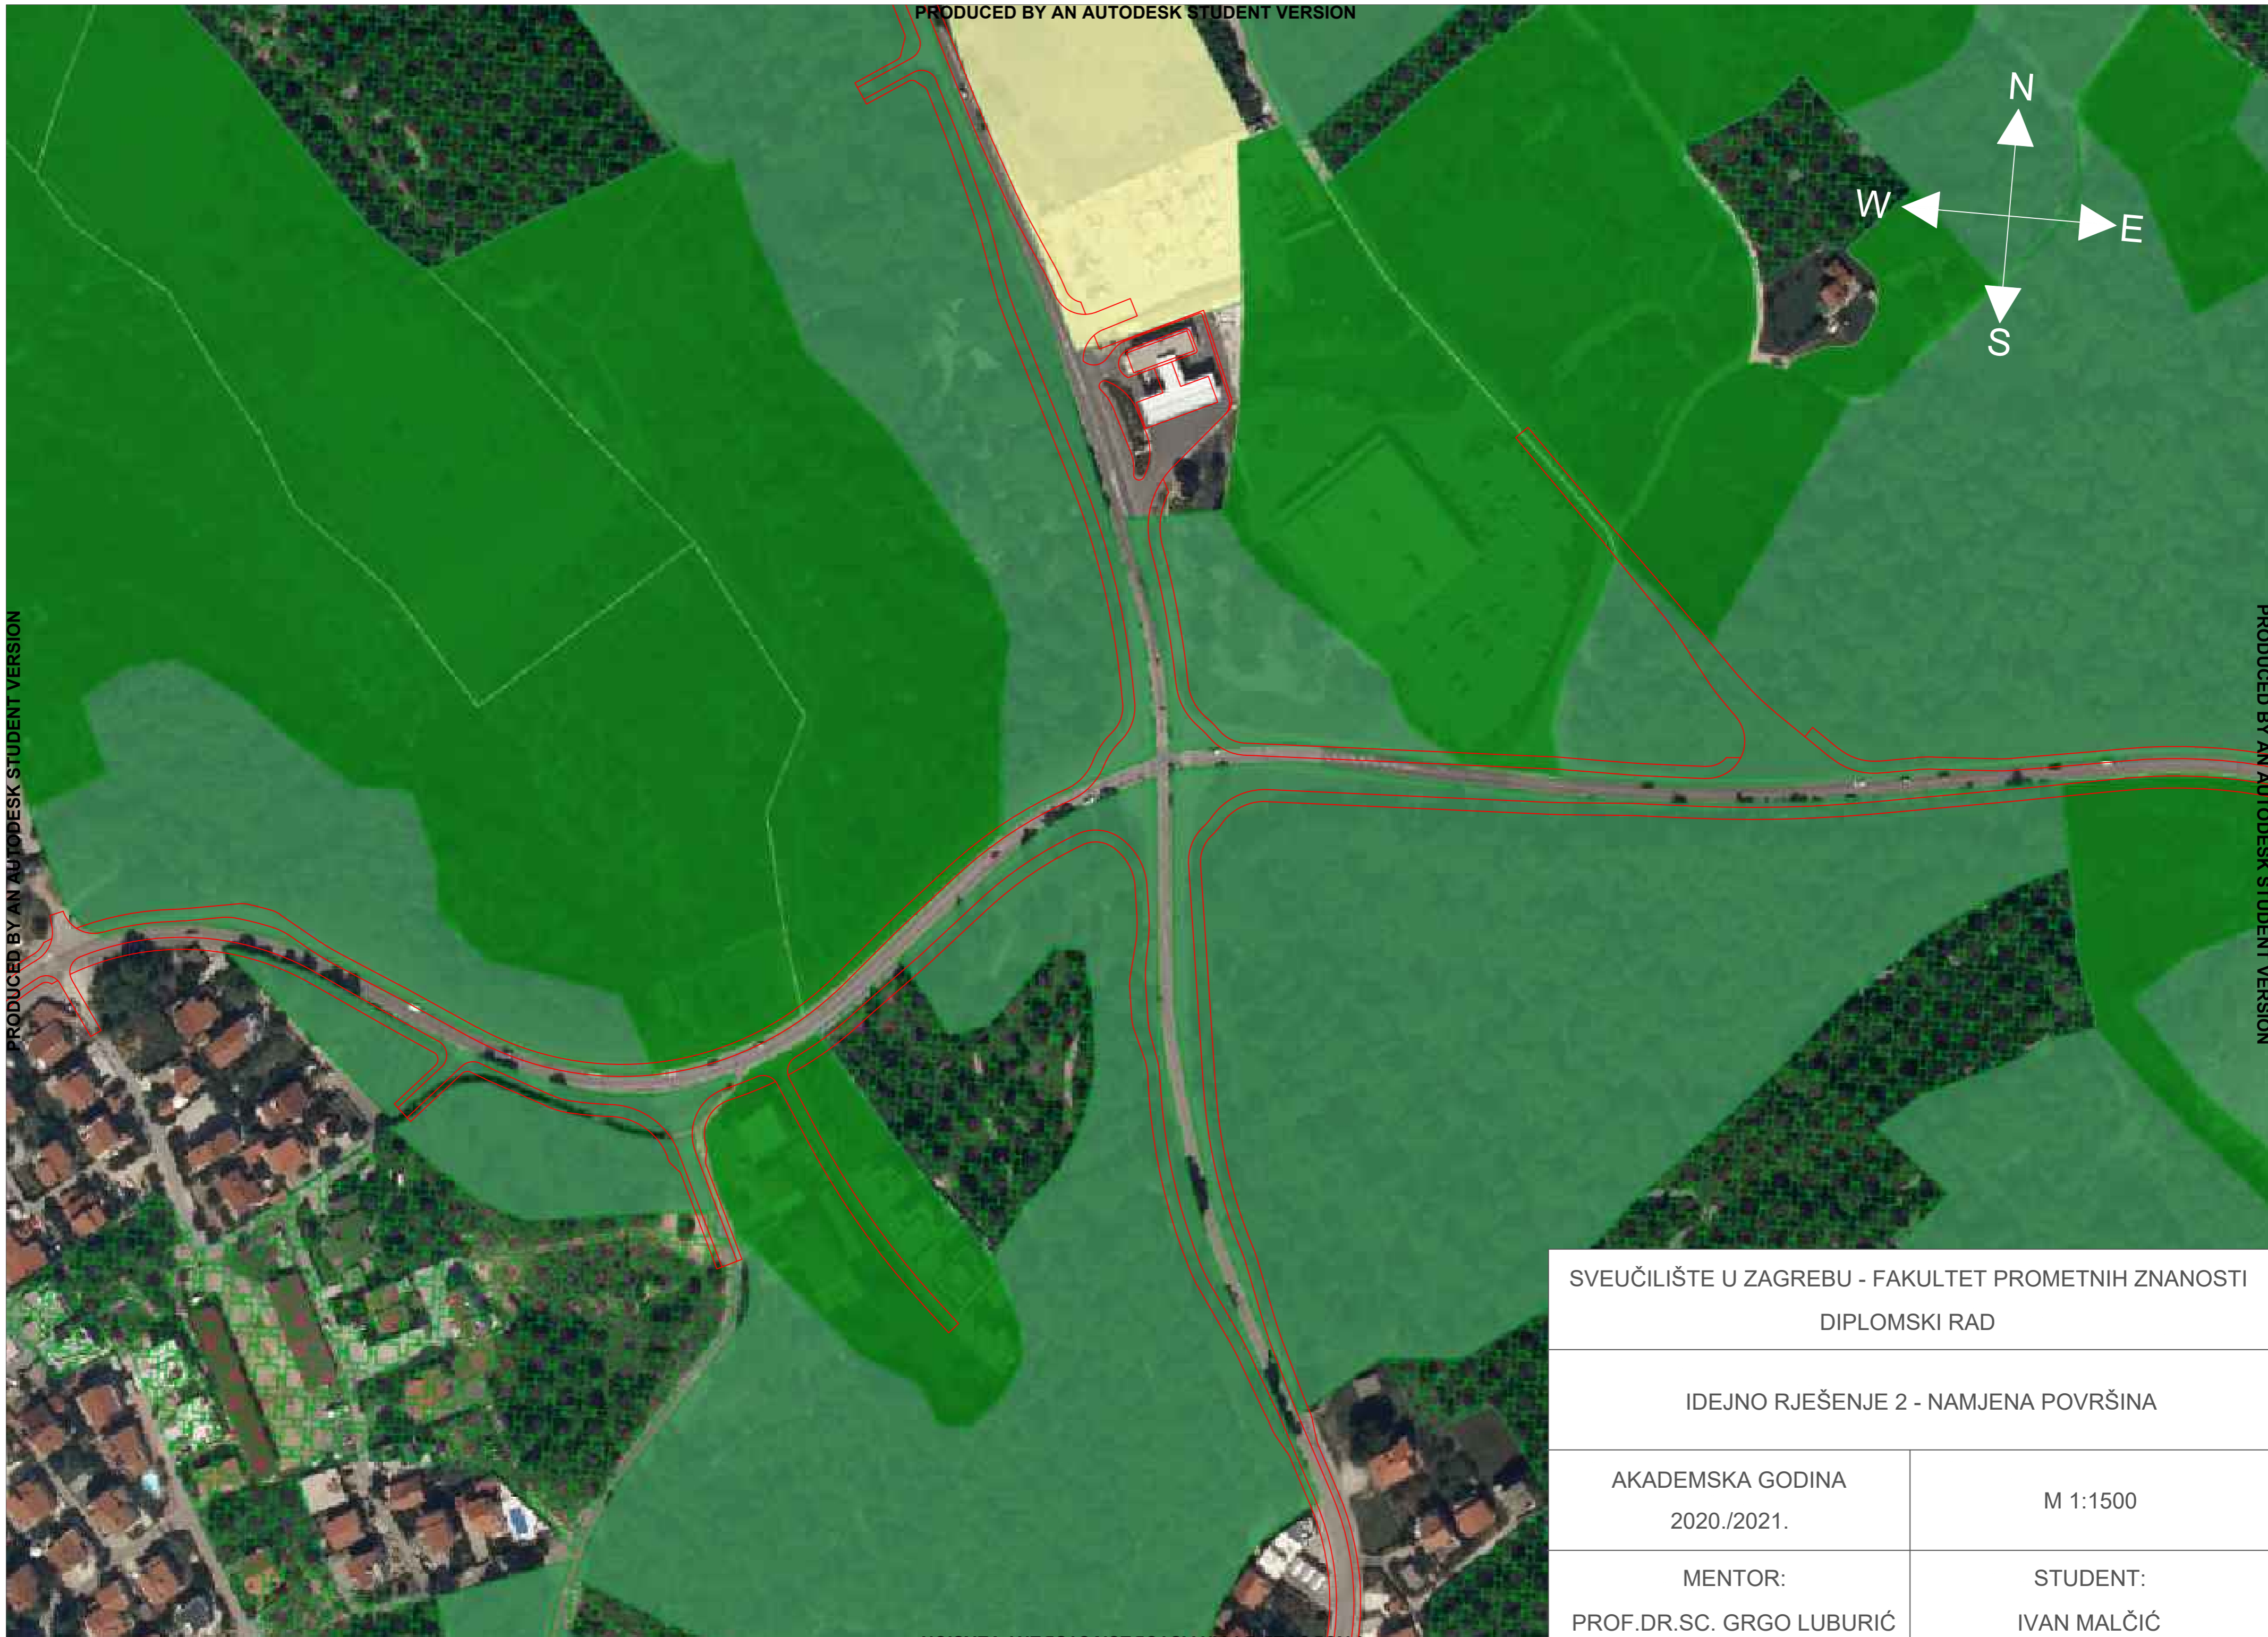 PRODUCED BY AN AUTODESK STUDENT VERSION
N
W
E
S
PRODUCED BY AN AUTODESK STUDENT VERSION
PRODUCED BY AN AUTODESK STUDENT VERSION
SVEUČILIŠTE U ZAGREBU - FAKULTET PROMETNIH ZNANOSTI
DIPLOMSKI RAD
IDEJNO RJEŠENJE 2 - NAMJENA POVRŠINA
AKADEMSKA GODINA
2020./2021.
M 1:1500
MENTOR:
PROF.DR.SC. GRGO LUBURIĆ
STUDENT:
IVAN MALČIĆ